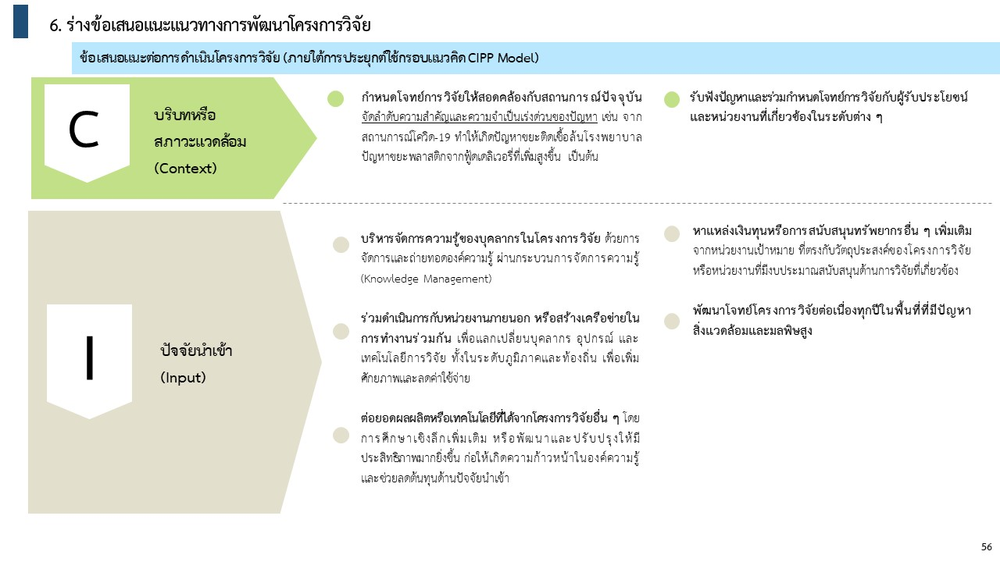 6. ร่างข้อเสนอแนะแนวทางการพัฒนาโครงการวิจัย
ข้อเสนอแนะต่อการดำเนินโครงการวิจัย (ภายใต้การประยุกต์ใช้กรอบแนวคิด CIPP Model)
C
บริบทหรือ
สภาวะแวดล้อม
(Context)
กำหนดโจทย์การวิจัยให้สอดคล้องกับสถานการณ์ปัจจุบัน
จัดลำดับความสำคัญและความจำเป็นเร่งด่วนของปัญหา เช่น จาก
สถานการณ์โควิด-19 ทำให้เกิดปัญหาขยะติดเชื้อล้นโรงพยาบาล
ปัญหาขยะพลาสติกจากฟู้ดเดลิเวอรี่ที่เพิ่มสูงขึ้น เป็นต้น
รับฟังปัญหาและร่วมกำหนดโจทย์การวิจัยกับผู้รับประโยชน์
และหน่วยงานที่เกี่ยวข้องในระดับต่าง ๆ
I
ปัจจัยนำเข้า
(Input)
บริหารจัดการความรู้ของบุคลากรในโครงการวิจัย ด้วยการ
จัดการและถ่ายทอดองค์ความรู้ ผ่านกระบวนการจัดการความรู้
(Knowledge Management)
ร่วมดำเนินการกับหน่วยงานภายนอก หรือสร้างเครือข่ายใน
การทำงานร่วมกัน เพื่อแลกเปลี่ยนบุคลากร อุปกรณ์ และ
เทคโนโลยีการวิจัย ทั้งในระดับภูมิภาคและท้องถิ่น เพื่อเพิ่ม
ศักยภาพและลดค่าใช้จ่าย
ต่อยอดผลผลิตหรือเทคโนโลยีที่ได้จากโครงการวิจัยอื่น ๆ โดย
การศึกษาเชิงลึกเพิ่มเติม หรือพัฒนาและปรับปรุงให้มี
ประสิทธิภาพมากยิ่งขึ้น ก่อให้เกิดความก้าวหน้าในองค์ความรู้
และช่วยลดต้นทุนด้านปัจจัยนำเข้า
หาแหล่งเงินทุนหรือการสนับสนุนทรัพยากรอื่น ๆ เพิ่มเติม
จากหน่วยงานเป้าหมาย ที่ตรงกับวัตถุประสงค์ของโครงการวิจัย
หรือหน่วยงานที่มีงบประมาณสนับสนุนด้านการวิจัยที่เกี่ยวข้อง
พัฒนาโจทย์โครงการวิจัยต่อเนื่องทุกปีในพื้นที่ที่มีปัญหา
สิ่งแวดล้อมและมลพิษสูง
56